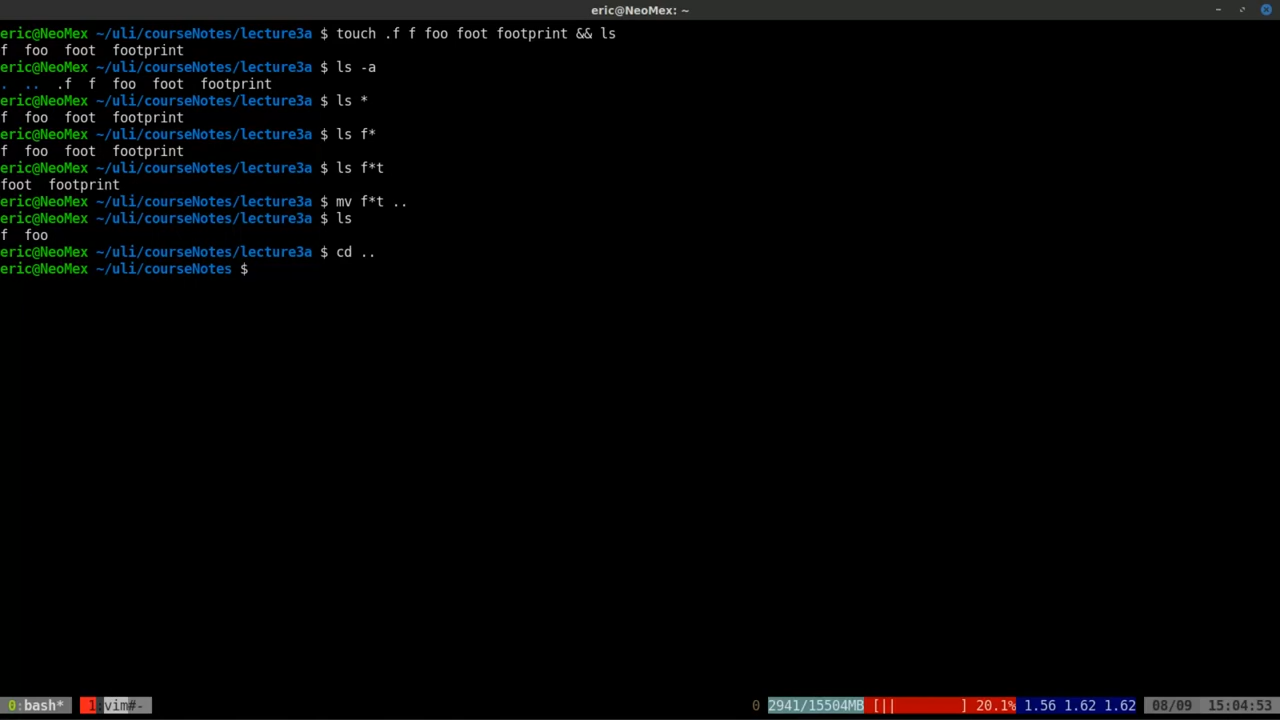 eric@NeoMex: ~
eric@NeoMex ~/uli/courseNotes/lecture3a $ touch .f f foo foot footprint && ls
f  foo  foot  footprint
eric@NeoMex ~/uli/courseNotes/lecture3a $ ls -a
.  ..  .f  f  foo  foot  footprint
eric@NeoMex ~/uli/courseNotes/lecture3a $ ls *
f  foo  foot  footprint
eric@NeoMex ~/uli/courseNotes/lecture3a $ ls f*
f  foo  foot  footprint
eric@NeoMex ~/uli/courseNotes/lecture3a $ ls f*t
foot  footprint
eric@NeoMex ~/uli/courseNotes/lecture3a $ mv f*t ..
eric@NeoMex ~/uli/courseNotes/lecture3a $ ls
f  foo
eric@NeoMex ~/uli/courseNotes/lecture3a $ cd ..
eric@NeoMex ~/uli/courseNotes $
0:bash* 1:vim#- 0 2941/15504MB [||        ] 20.1% 1.56 1.62 1.62 08/09 15:04:53